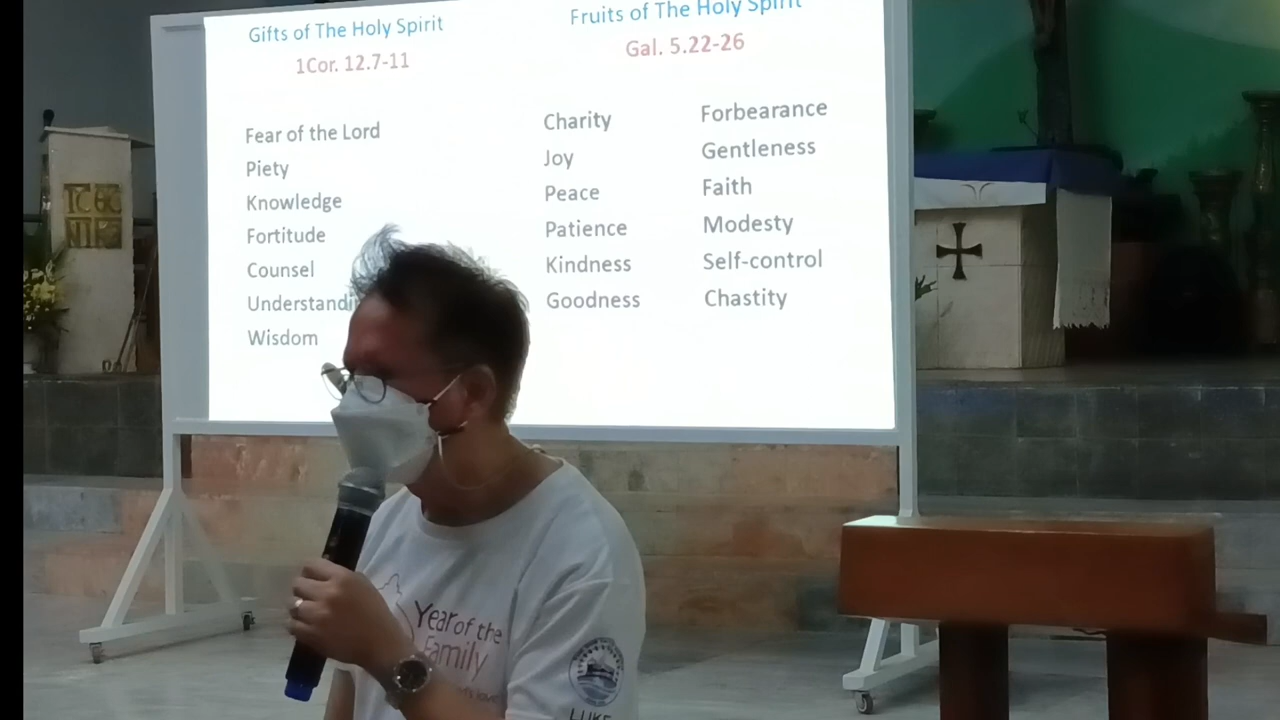 Gifts of The Holy Spirit
1Cor. 12.7-11
Fear of the Lord
Piety
Knowledge
Fortitude
Counsel
Understandi
Wisdom
Fruits of The Holy Spirit
Gal. 5.22-26
Charity
Joy
Peace
Patience
Kindness
Goodness
Forbearance
Gentleness
Faith
Modesty
Self-control
Chastity
Year of the
Family
LUKE